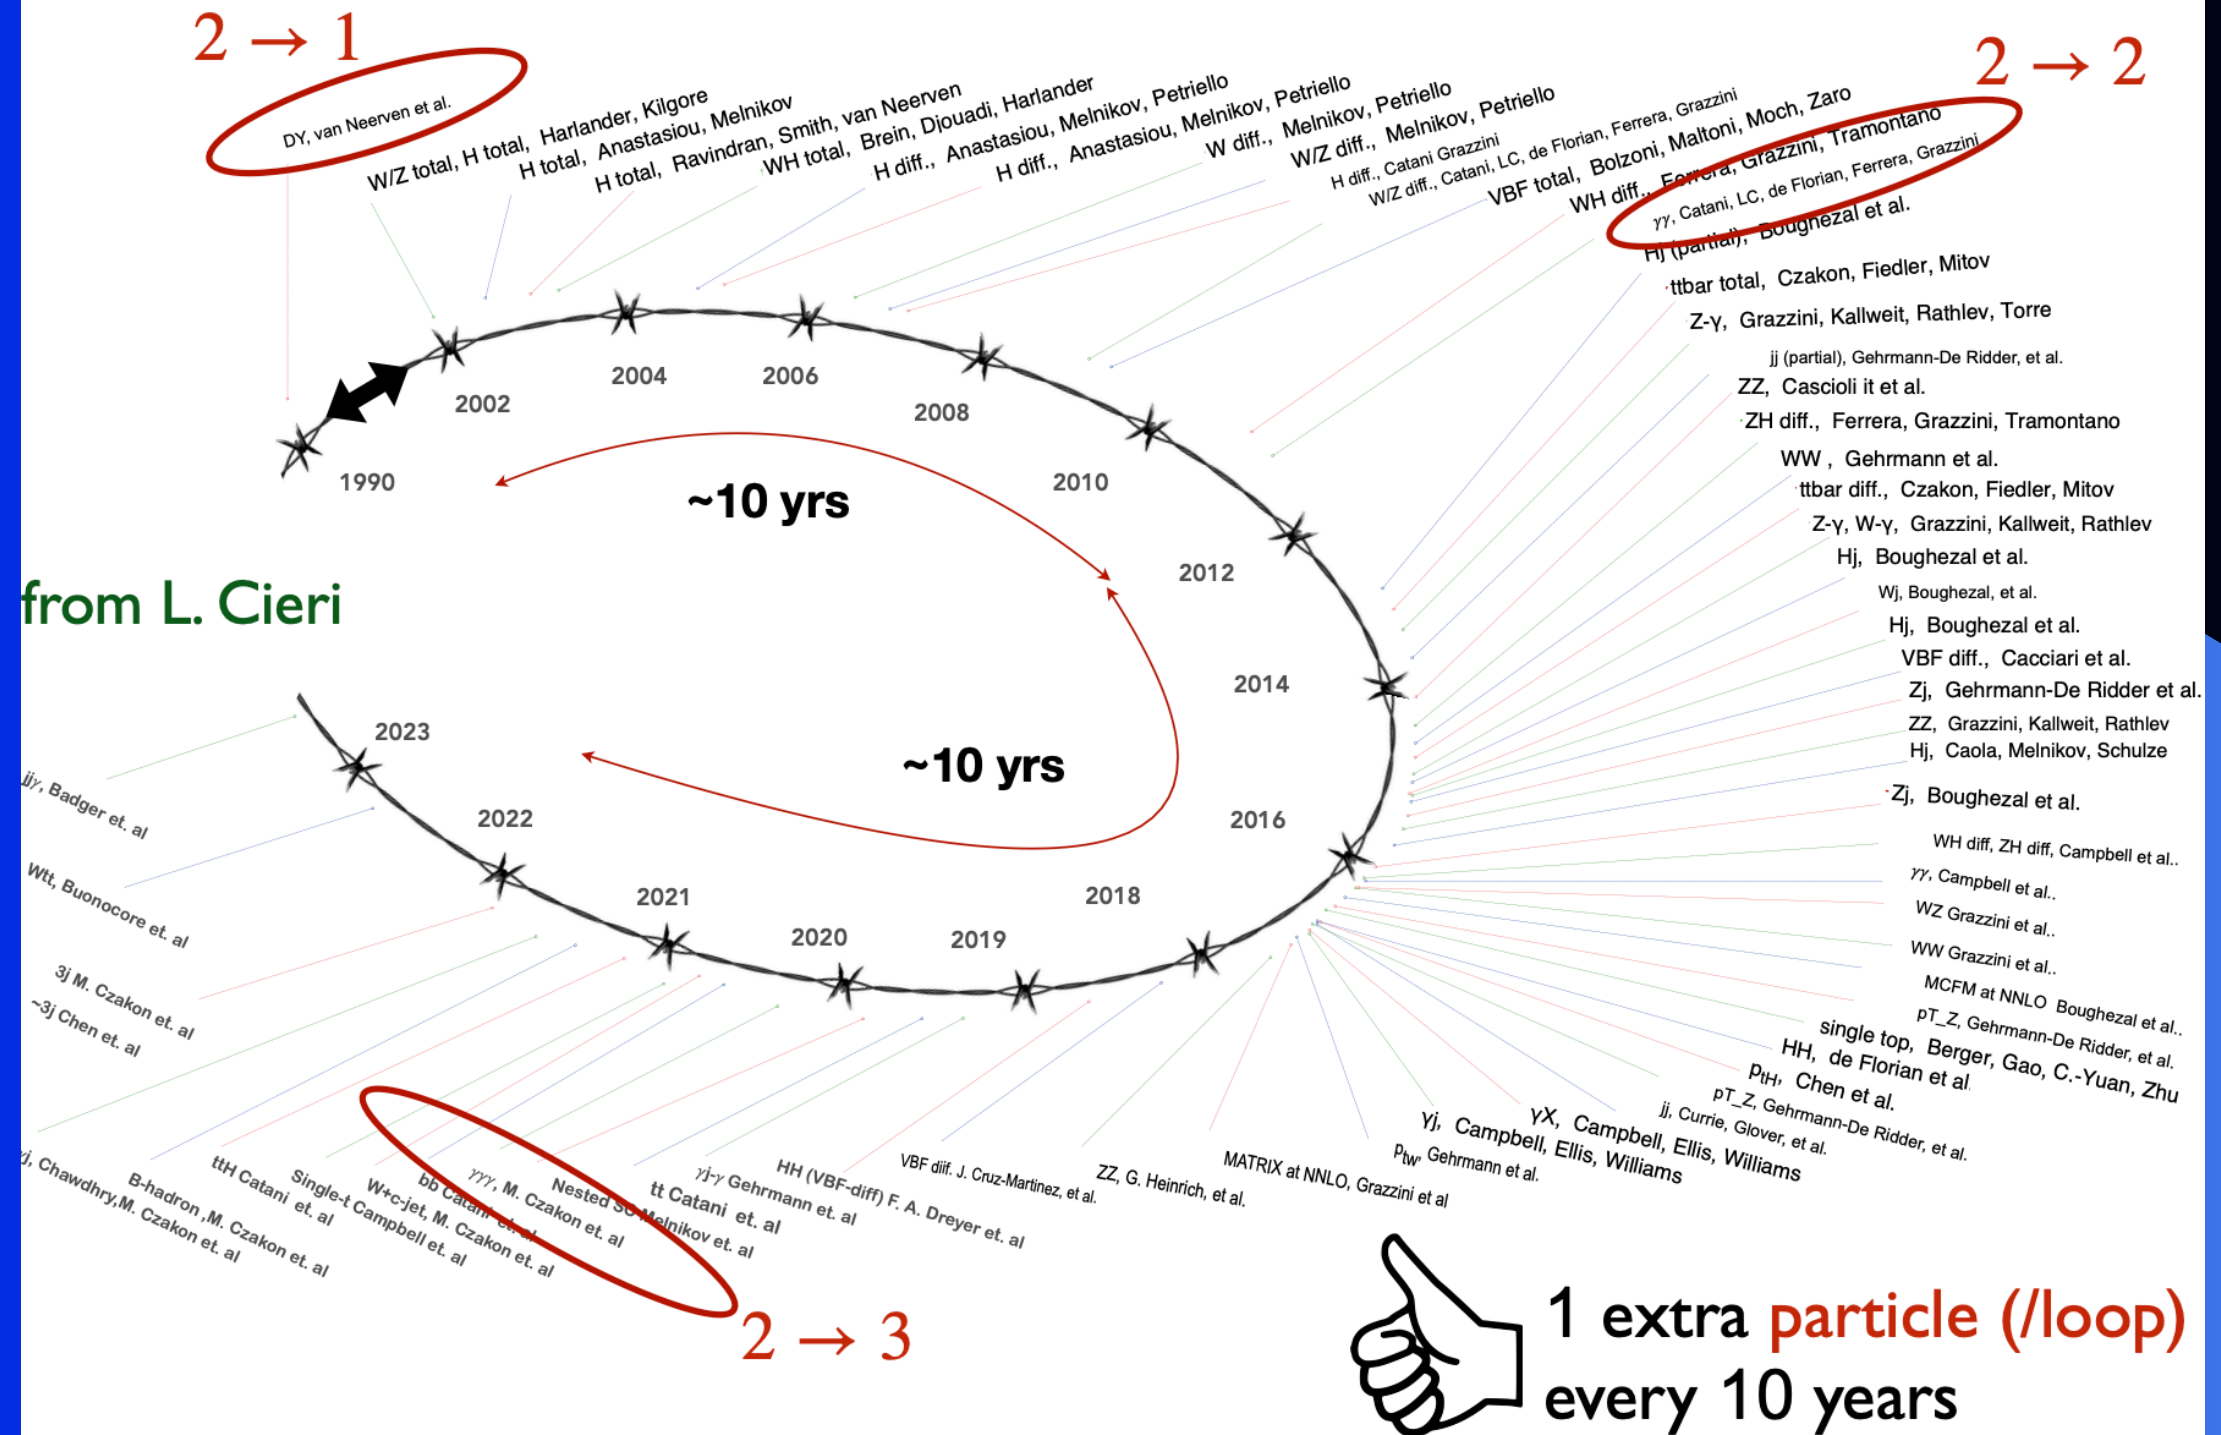 2 → 1
2 → 2
DY, van Neerven et al.
W/Z total, H total, Harlander, Kilgore
H total, Anastasiou, Melnikov
H total, Ravindran, Smith, van Neerven
WH total, Brein, Djouadi, Harlander
H diff., Anastasiou, Melnikov, Petriello
H diff., Anastasiou, Melnikov, Petriello
W diff., Melnikov, Petriello
W/Z diff., Melnikov, Petriello
H diff., Catani Grazzini
W/Z diff., Catani, LC, de Florian, Ferrera, Grazzini
VBF total, Bolzoni, Maltoni, Moch, Zaro
WH diff., Ferrera, Grazzini, Tramontano
γγ, Catani, LC, de Florian, Ferrera, Grazzini
Hj (partial), Boughezal et al.
ttbar total, Czakon, Fiedler, Mitov
Z-γ, Grazzini, Kallweit, Rathlev, Torre
jj (partial), Gehrmann-De Ridder, et al.
ZZ, Cascioli it et al.
ZH diff., Ferrera, Grazzini, Tramontano
WW , Gehrmann et al.
ttbar diff., Czakon, Fiedler, Mitov
Z-γ, W-γ, Grazzini, Kallweit, Rathlev
Hj, Boughezal et al.
Wj, Boughezal, et al.
Hj, Boughezal et al.
VBF diff., Cacciari et al.
Zj, Gehrmann-De Ridder et al.
ZZ, Grazzini, Kallweit, Rathlev
Hj, Caola, Melnikov, Schulze
Zj, Boughezal et al.
WH diff, ZH diff, Campbell et al..
γγ, Campbell et al..
WZ Grazzini et al..
WW Grazzini et al..
MCFM at NNLO Boughezal et al..
pT_Z, Gehrmann-De Ridder, et al.
single top, Berger, Gao, C.-Yuan, Zhu
HH, de Florian et al.
ptH, Chen et al.
pT_Z, Gehrmann-De Ridder, et al.
jj, Currie, Glover, et al.
γX, Campbell, Ellis, Williams
γj, Campbell, Ellis, Williams
ptw, Gehrmann et al.
MATRIX at NNLO, Grazzini et al
ZZ, G. Heinrich, et al.
VBF diif. J. Cruz-Martinez, et al.
HH (VBF-diff) F. A. Dreyer et. al
γj-γ Gehrmann et. al
tt Catani et. al
Nested SC Melnikov et. al
γγγ, M. Czakon et. al
bb Catani et. al
W+c-jet, M. Czakon et. al
Single-t Campbell et. al
ttH Catani et. al
B-hadron ,M. Czakon et. al
γj, Chawdhry,M. Czakon et. al
~3j Chen et. al
3j M. Czakon et. al
Wtt, Buonocore et. al
jjγ, Badger et. al
1990
2002
2004
2006
2008
2010
2012
2014
2016
2018
2019
2020
2021
2022
2023
~10 yrs
~10 yrs
from L. Cieri
2 → 3
1 extra particle (/loop)
every 10 years